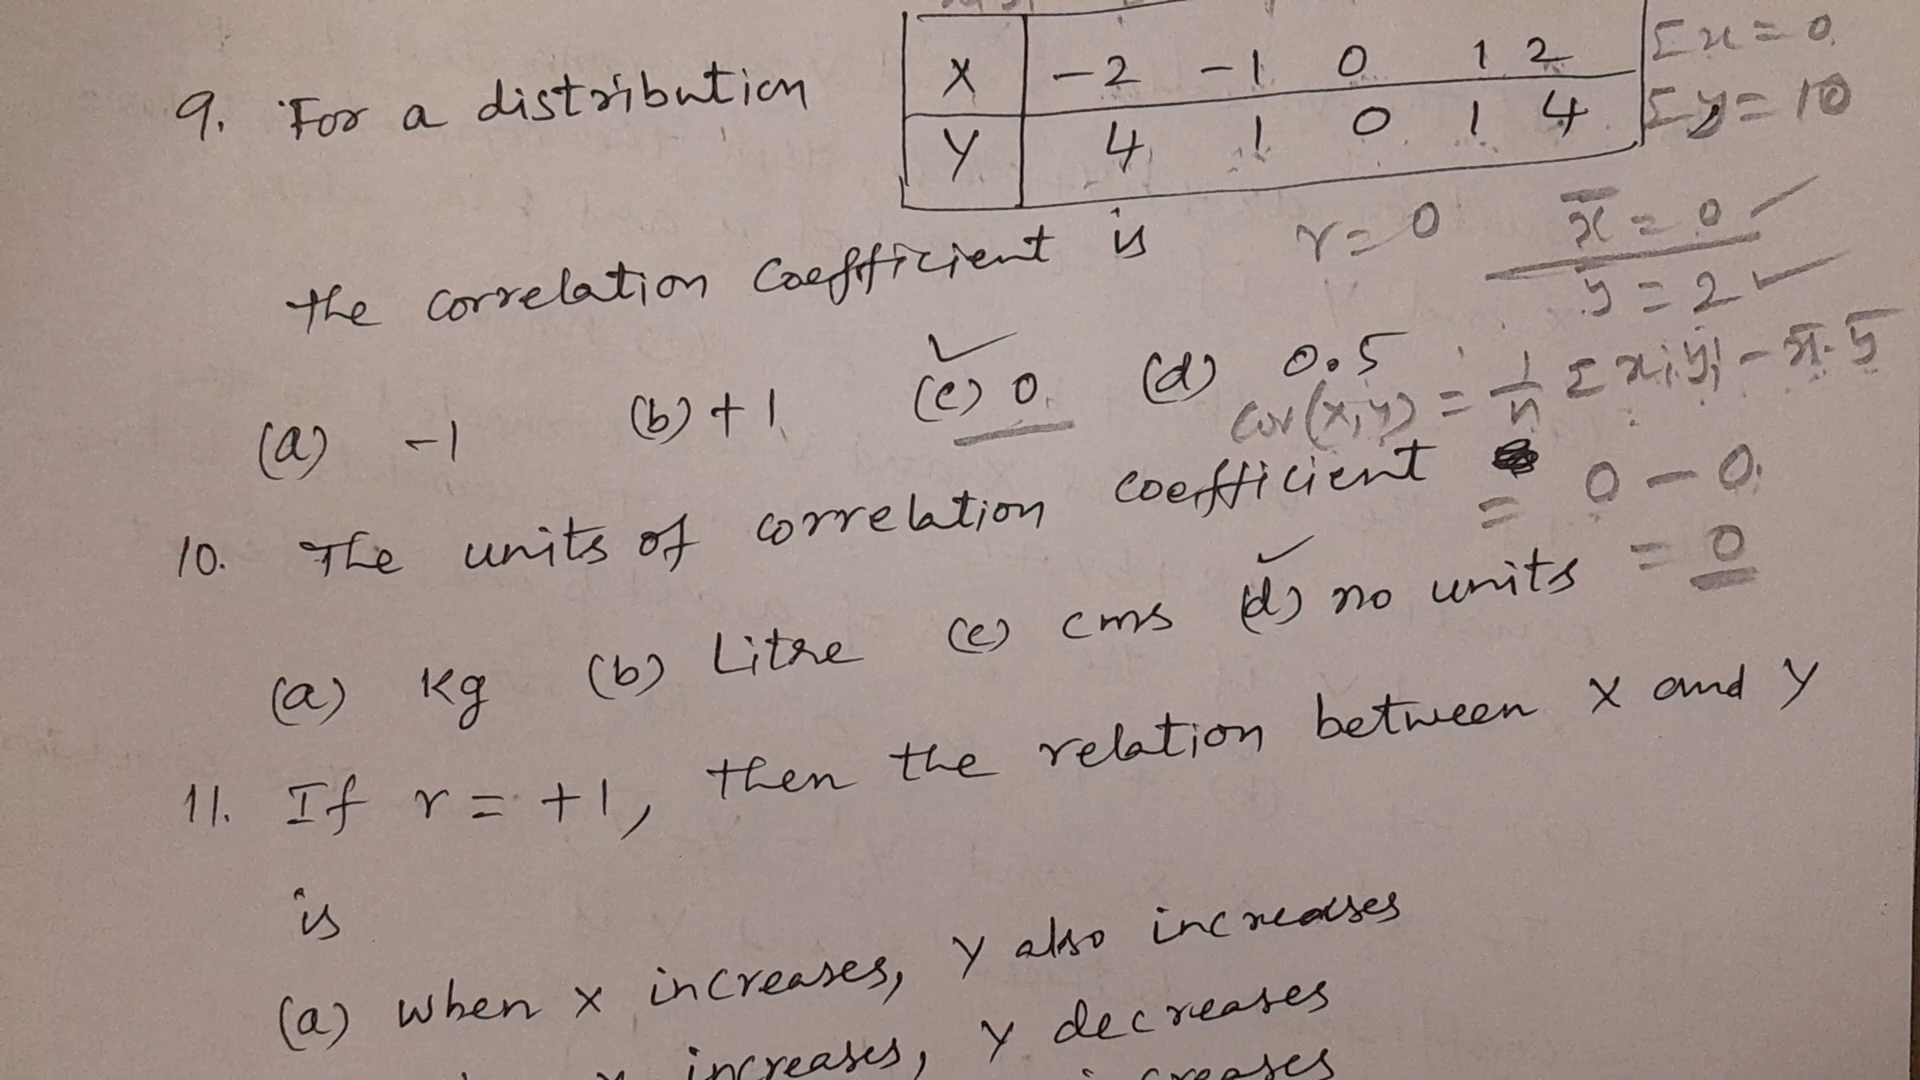 9. For a distribution
X -2 -1 0 1 2
Y 4 1 0 1 4
Σx = 0
Σy = 10
the correlation Coefficient is
r = 0
x̄ = 0
ȳ = 2
(a) -1 (b) +1 (c) 0 (d) 0.5
Cov(x,y) = 1/n Σxiyi - x̄.ȳ
= 0 - 0
= 0
10. The units of correlation coefficient
(a) kg (b) Litre (c) cms (d) no units
11. If r = +1, then the relation between X and Y
is
(a) when x increases, y also increases
increases, y decreases